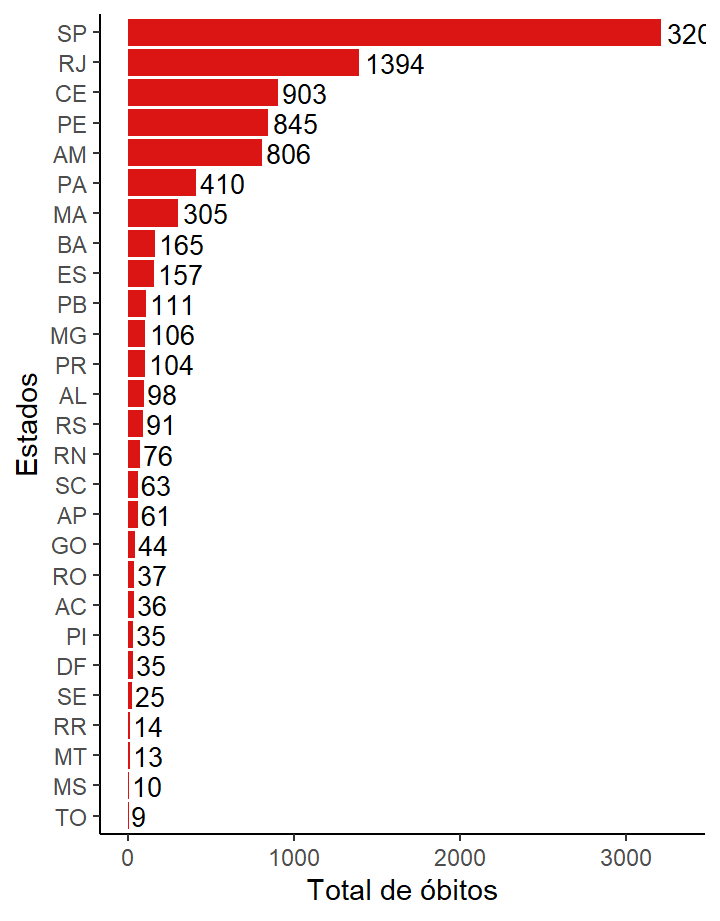 SP 320
RJ 1394
CE 903
PE 845
AM 806
PA 410
MA 305
BA 165
ES 157
PB 111
MG 106
PR 104
AL 98
RS 91
RN 76
SC 63
AP 61
GO 44
RO 37
AC 36
PI 35
DF 35
SE 25
RR 14
MT 13
MS 10
TO 9
Estados
0 1000 2000 3000
Total de óbitos